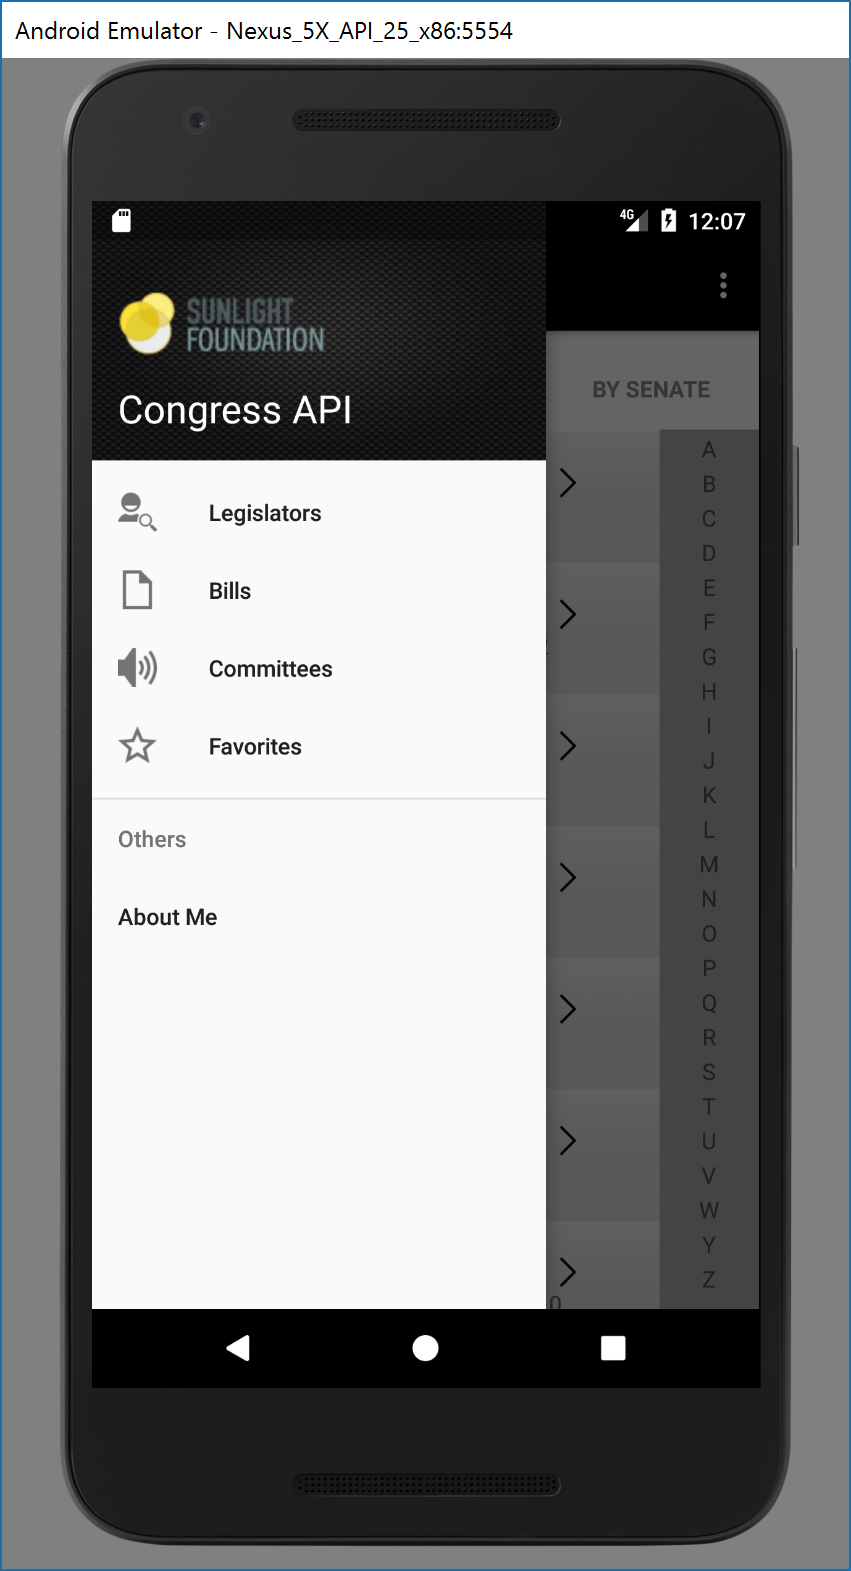 Android Emulator - Nexus_5X_API_25_x86:5554
4G 12:07
SUNLIGHT
FOUNDATION
Congress API
BY SENATE
Legislators
Bills
Committees
Favorites
Others
About Me
A
B
C
D
E
F
G
H
I
J
K
L
M
N
O
P
Q
R
S
T
U
V
W
Y
Z
0